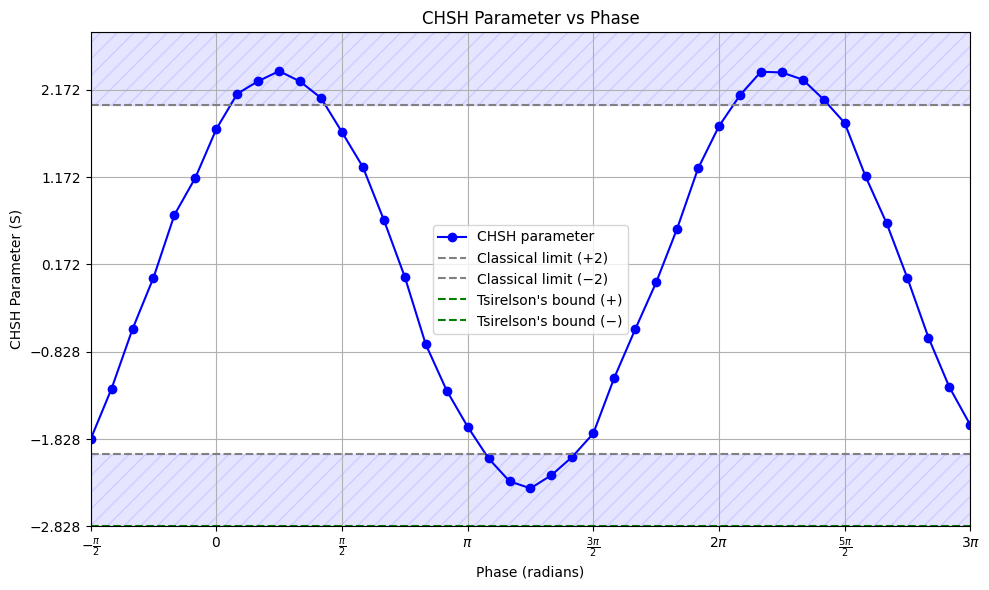 CHSH Parameter vs Phase
CHSH Parameter (S)
2.172
1.172
0.172
−0.828
−1.828
−2.828
CHSH parameter
Classical limit (+2)
Classical limit (−2)
Tsirelson's bound (+)
Tsirelson's bound (−)
−π/2 0 π/2 π 3π/2 2π 5π/2 3π
Phase (radians)